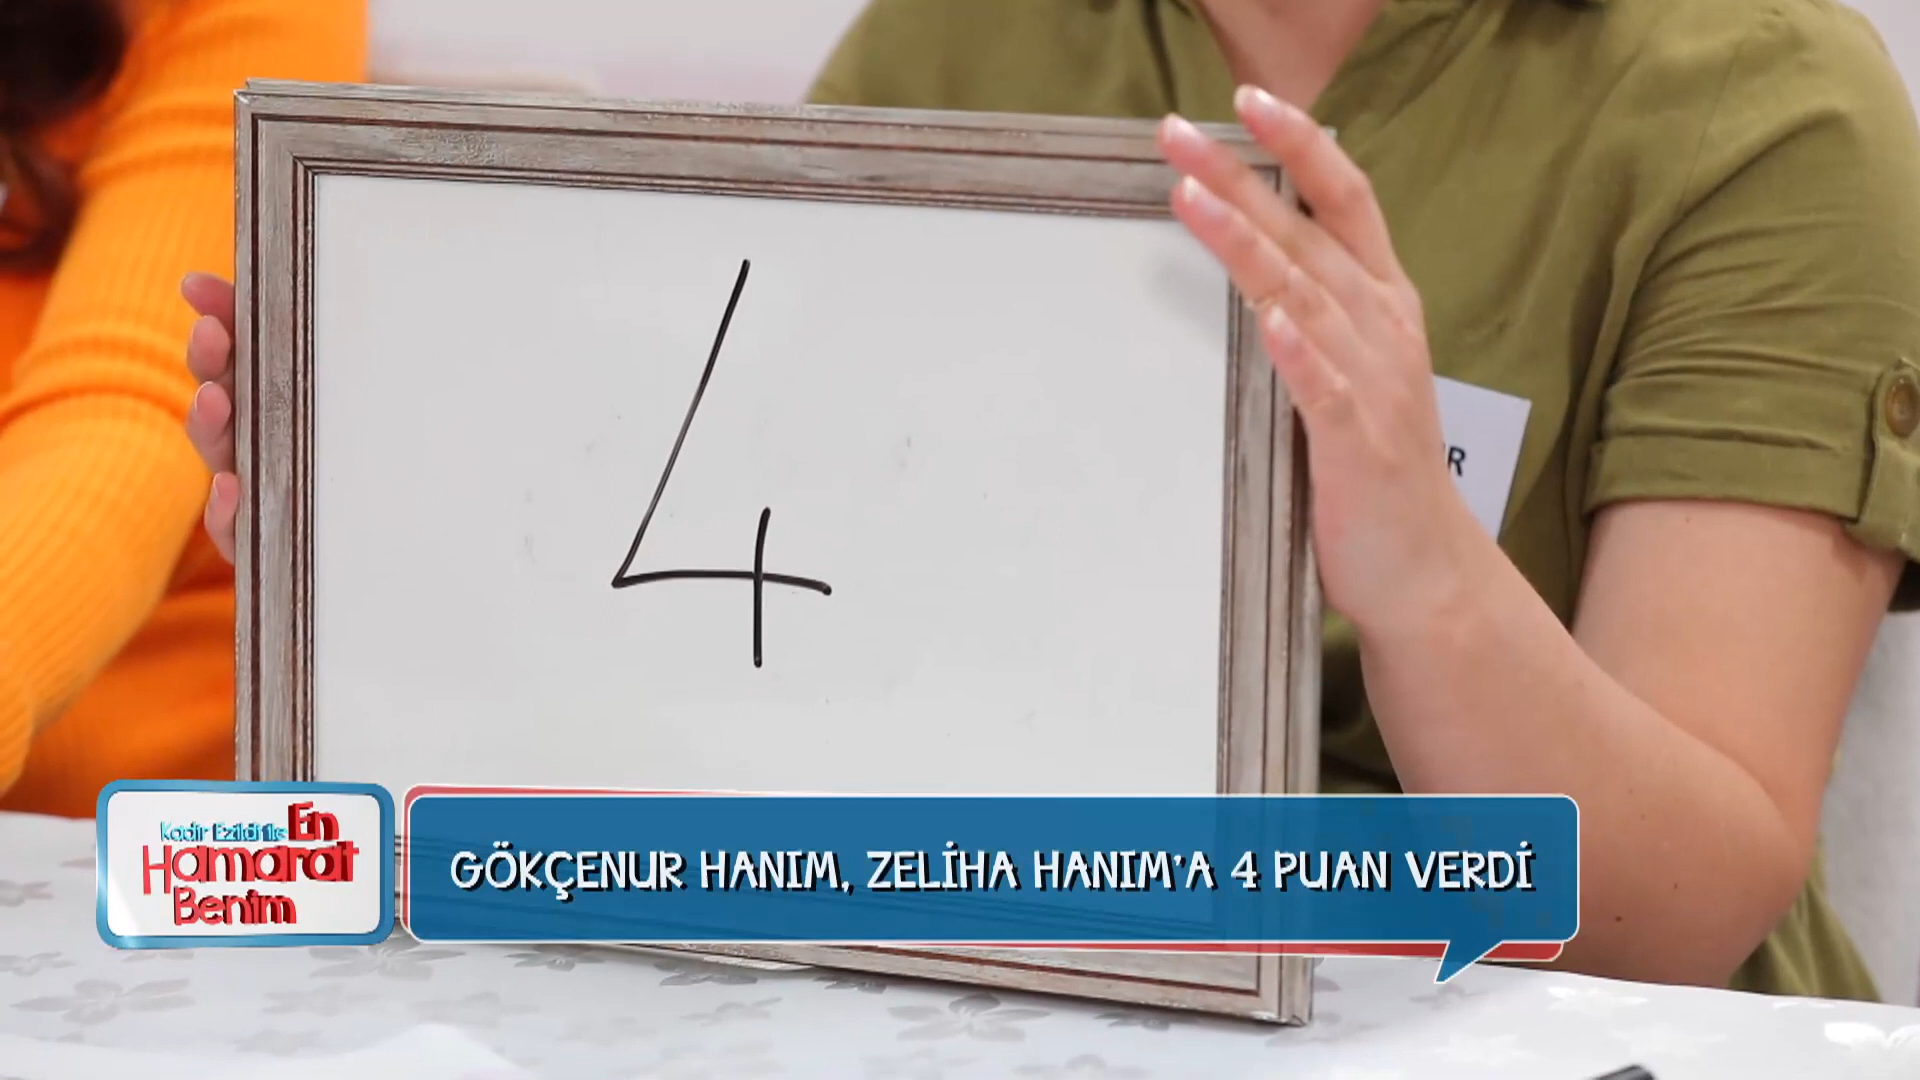 4
R
Kadir Ezildi ile En
Hamarat
Benim
GÖKÇENUR HANIM, ZELİHA HANIM'A 4 PUAN VERDİ